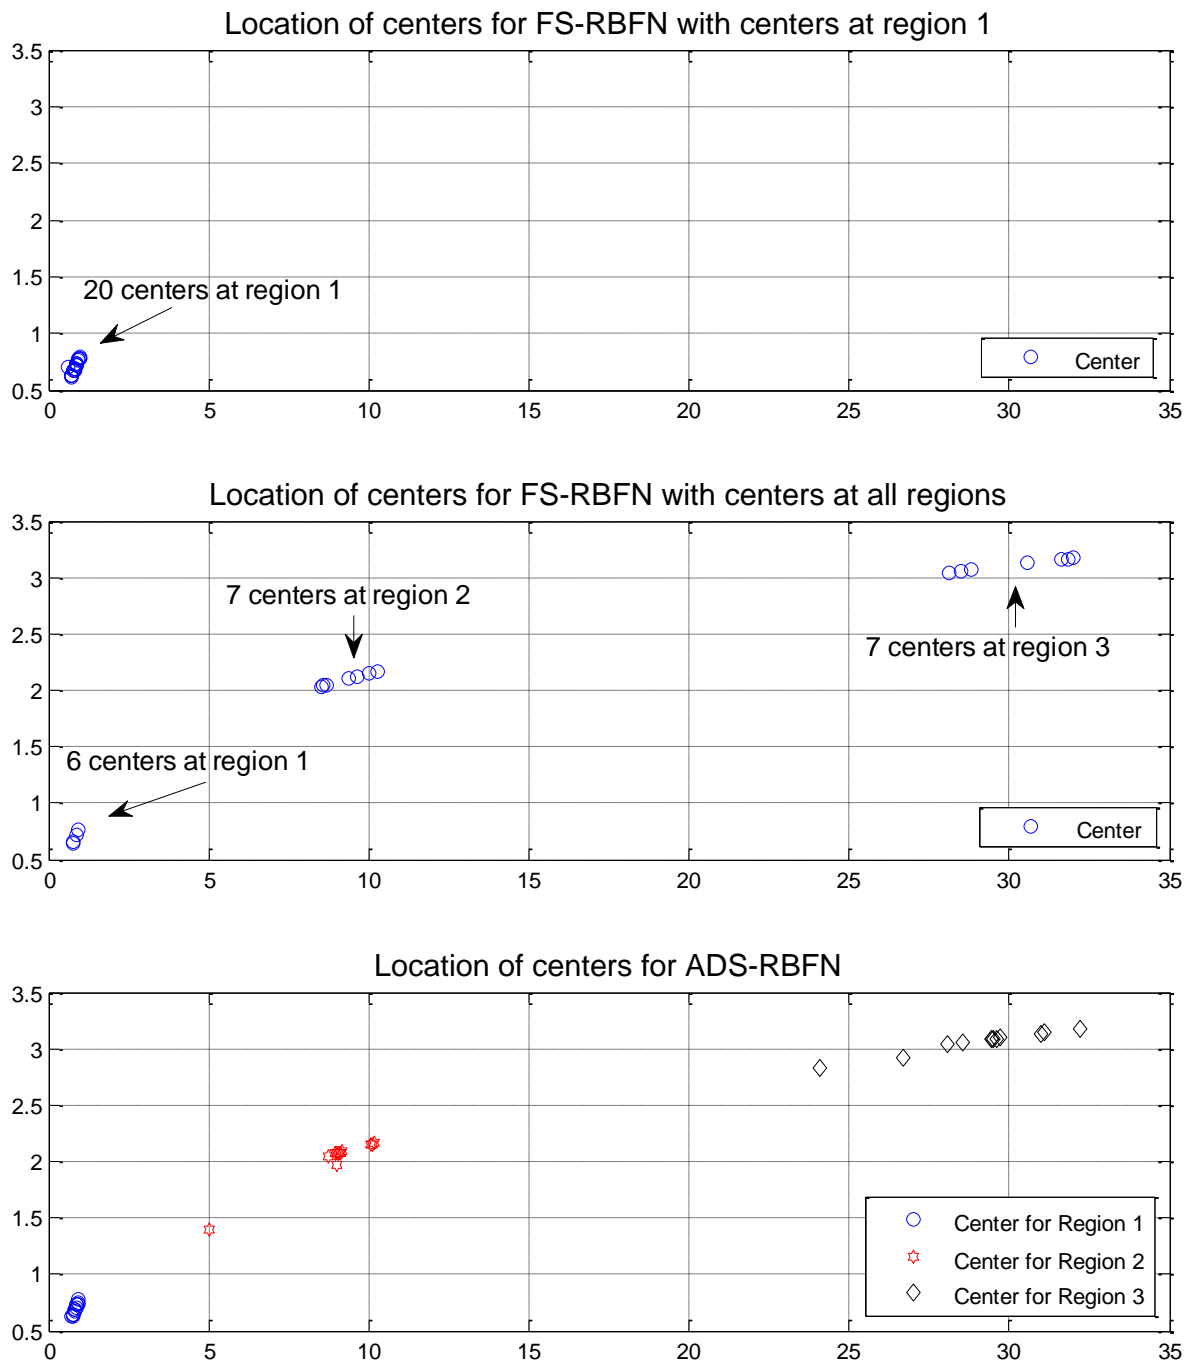 Location of centers for FS-RBFN with centers at region 1
3.5
3
2.5
2
1.5
20 centers at region 1
1
Center
0.5
0 5 10 15 20 25 30 35
Location of centers for FS-RBFN with centers at all regions
3.5
3
7 centers at region 2
2.5
7 centers at region 3
2
1.5
6 centers at region 1
1
Center
0.5
0 5 10 15 20 25 30 35
Location of centers for ADS-RBFN
3.5
3
2.5
2
1.5
Center for Region 1
1
Center for Region 2
Center for Region 3
0.5
0 5 10 15 20 25 30 35